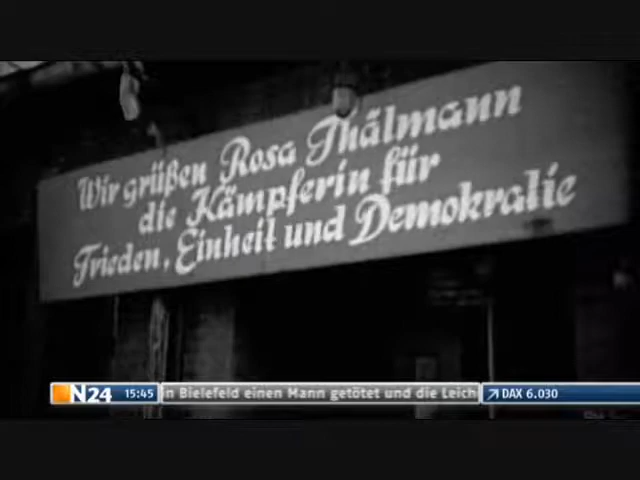 Wir grüßen Rosa Thälmann
die Kämpferin für
Frieden, Einheit und Demokratie
N24 15:45 in Bielefeld einen Mann getötet und die Leich DAX 6.030